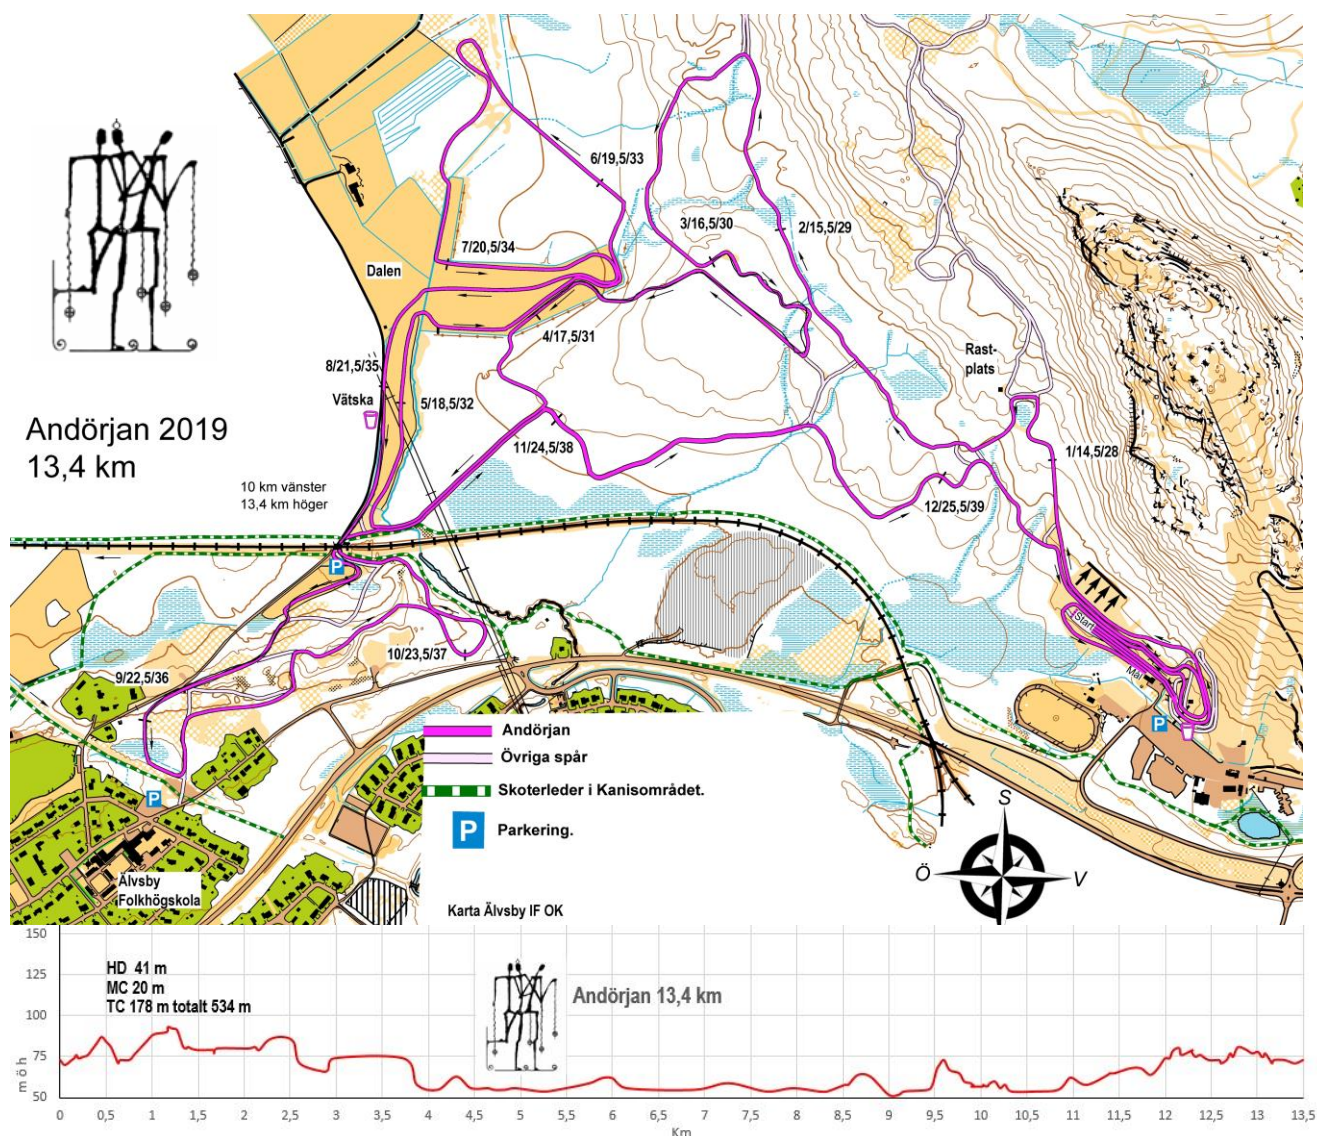 6/19,5/33
3/16,5/30
2/15,5/29
7/20,5/34
Dalen
4/17,5/31
Rast-
plats
8/21,5/35
Vätska
5/18,5/32
Andörjan 2019
13,4 km
11/24,5/38
1/14,5/28
10 km vänster
13,4 km höger
12/25,5/39
P
Start
10/23,5/37
9/22,5/36
Mål
P
Andörjan
Övriga spår
Skoterleder i Kanisområdet.
P
P Parkering.
S
Ö
V
Älvsby
Folkhögskola
Karta Älvsby IF OK
150
125
100
75
50
m ö h
HD 41 m
MC 20 m
TC 178 m totalt 534 m
Andörjan 13,4 km
0 0,5 1 1,5 2 2,5 3 3,5 4 4,5 5 5,5 6 6,5 7 7,5 8 8,5 9 9,5 10 10,5 11 11,5 12 12,5 13 13,5
Km